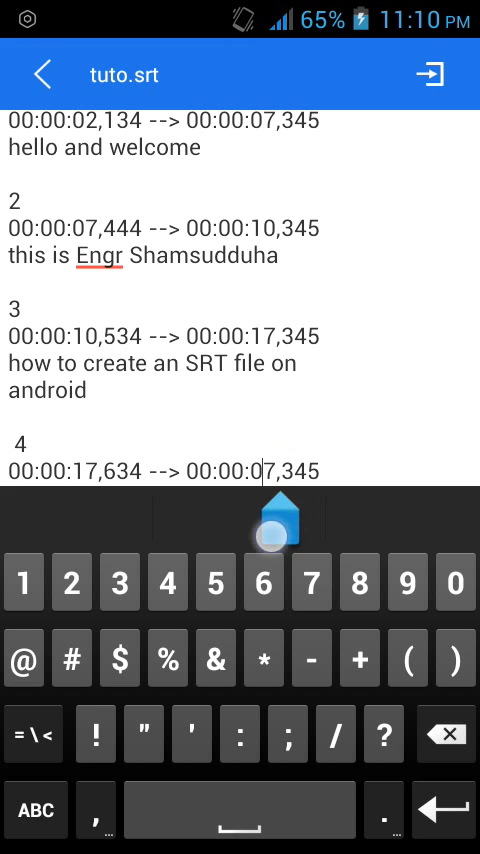 65% 11:10 PM
tuto.srt
00:00:02,134 --> 00:00:07,345
hello and welcome
2
00:00:07,444 --> 00:00:10,345
this is Engr Shamsudduha
3
00:00:10,534 --> 00:00:17,345
how to create an SRT file on
android
4
00:00:17,634 --> 00:00:07,345
1 2 3 4 5 6 7 8 9 0
@ # $ % & * - + ( )
= \ < ! " ' : ; / ?
ABC , ... . ...